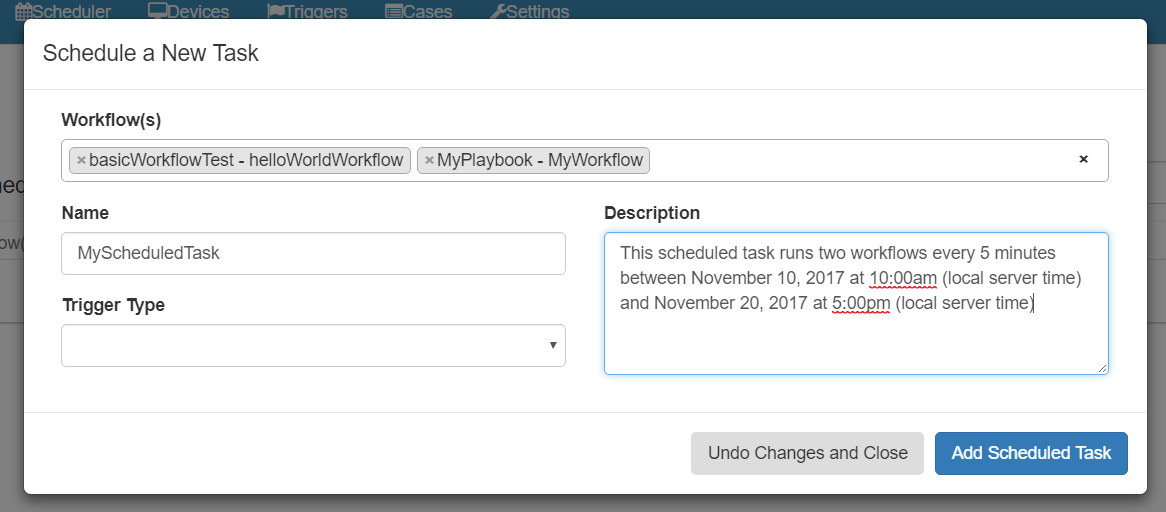 Scheduler Devices Triggers Cases Settings
Schedule a New Task
Workflow(s)
×basicWorkflowTest - helloWorldWorkflow ×MyPlaybook - MyWorkflow ×
Name
MyScheduledTask
Trigger Type
Description
This scheduled task runs two workflows every 5 minutes
between November 10, 2017 at 10:00am (local server time)
and November 20, 2017 at 5:00pm (local server time)
Undo Changes and Close Add Scheduled Task